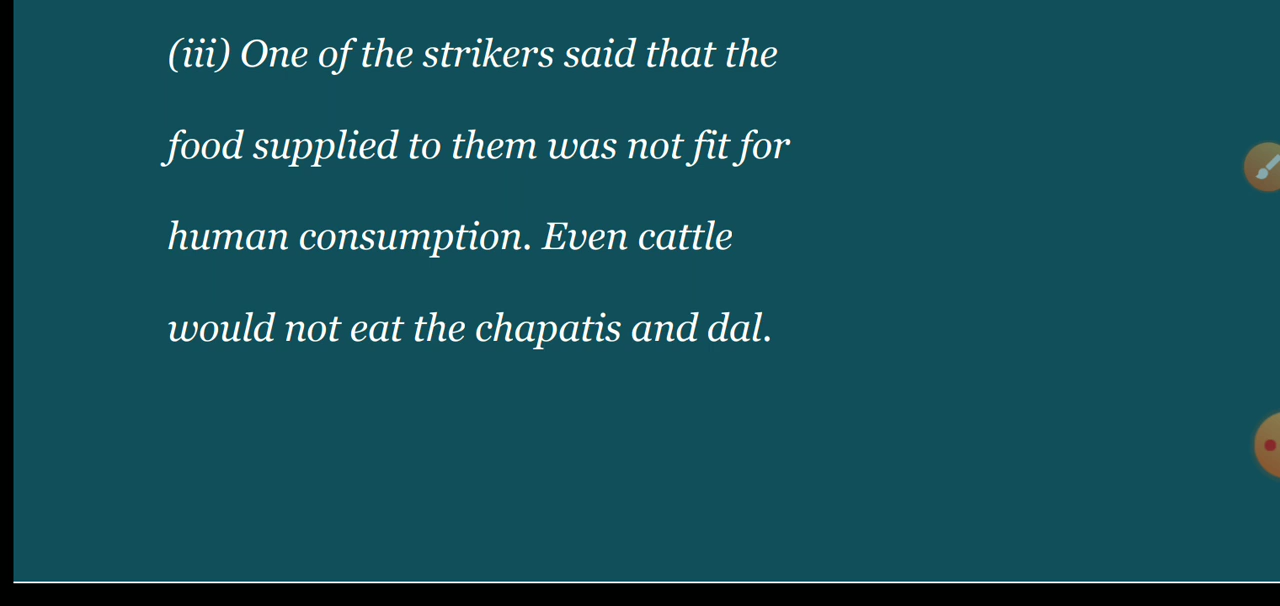 (iii) One of the strikers said that the
food supplied to them was not fit for
human consumption. Even cattle
would not eat the chapatis and dal.